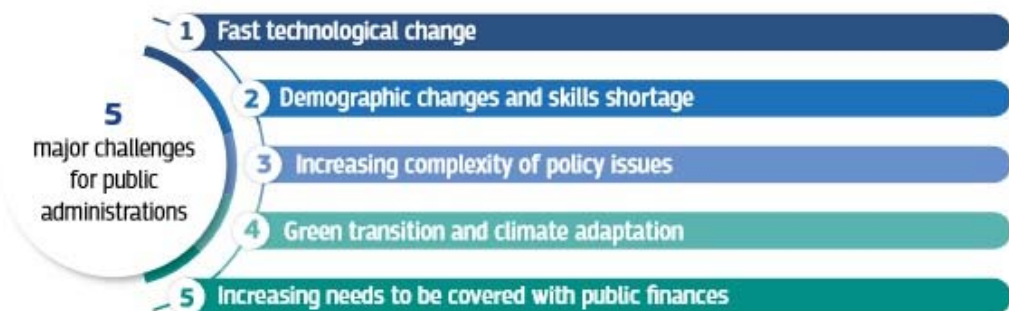 5
major challenges
for public
administrations
1 Fast technological change
2 Demographic changes and skills shortage
3 Increasing complexity of policy issues
4 Green transition and climate adaptation
5 Increasing needs to be covered with public finances